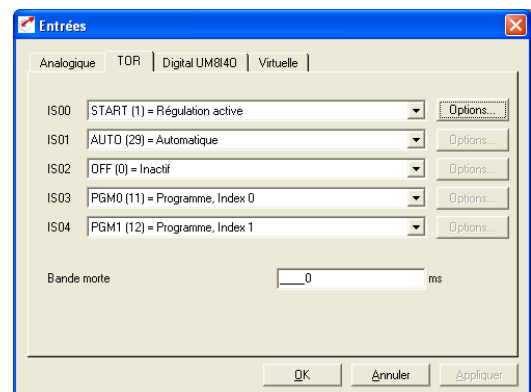 Entrées
Analogique TOR Digital UM8I4O Virtuelle
IS00 START (1) = Régulation active Options...
IS01 AUTO (29) = Automatique Options...
IS02 OFF (0) = Inactif Options...
IS03 PGM0 (11) = Programme, Index 0 Options...
IS04 PGM1 (12) = Programme, Index 1 Options...
Bande morte ____0 ms
OK Annuler Appliquer